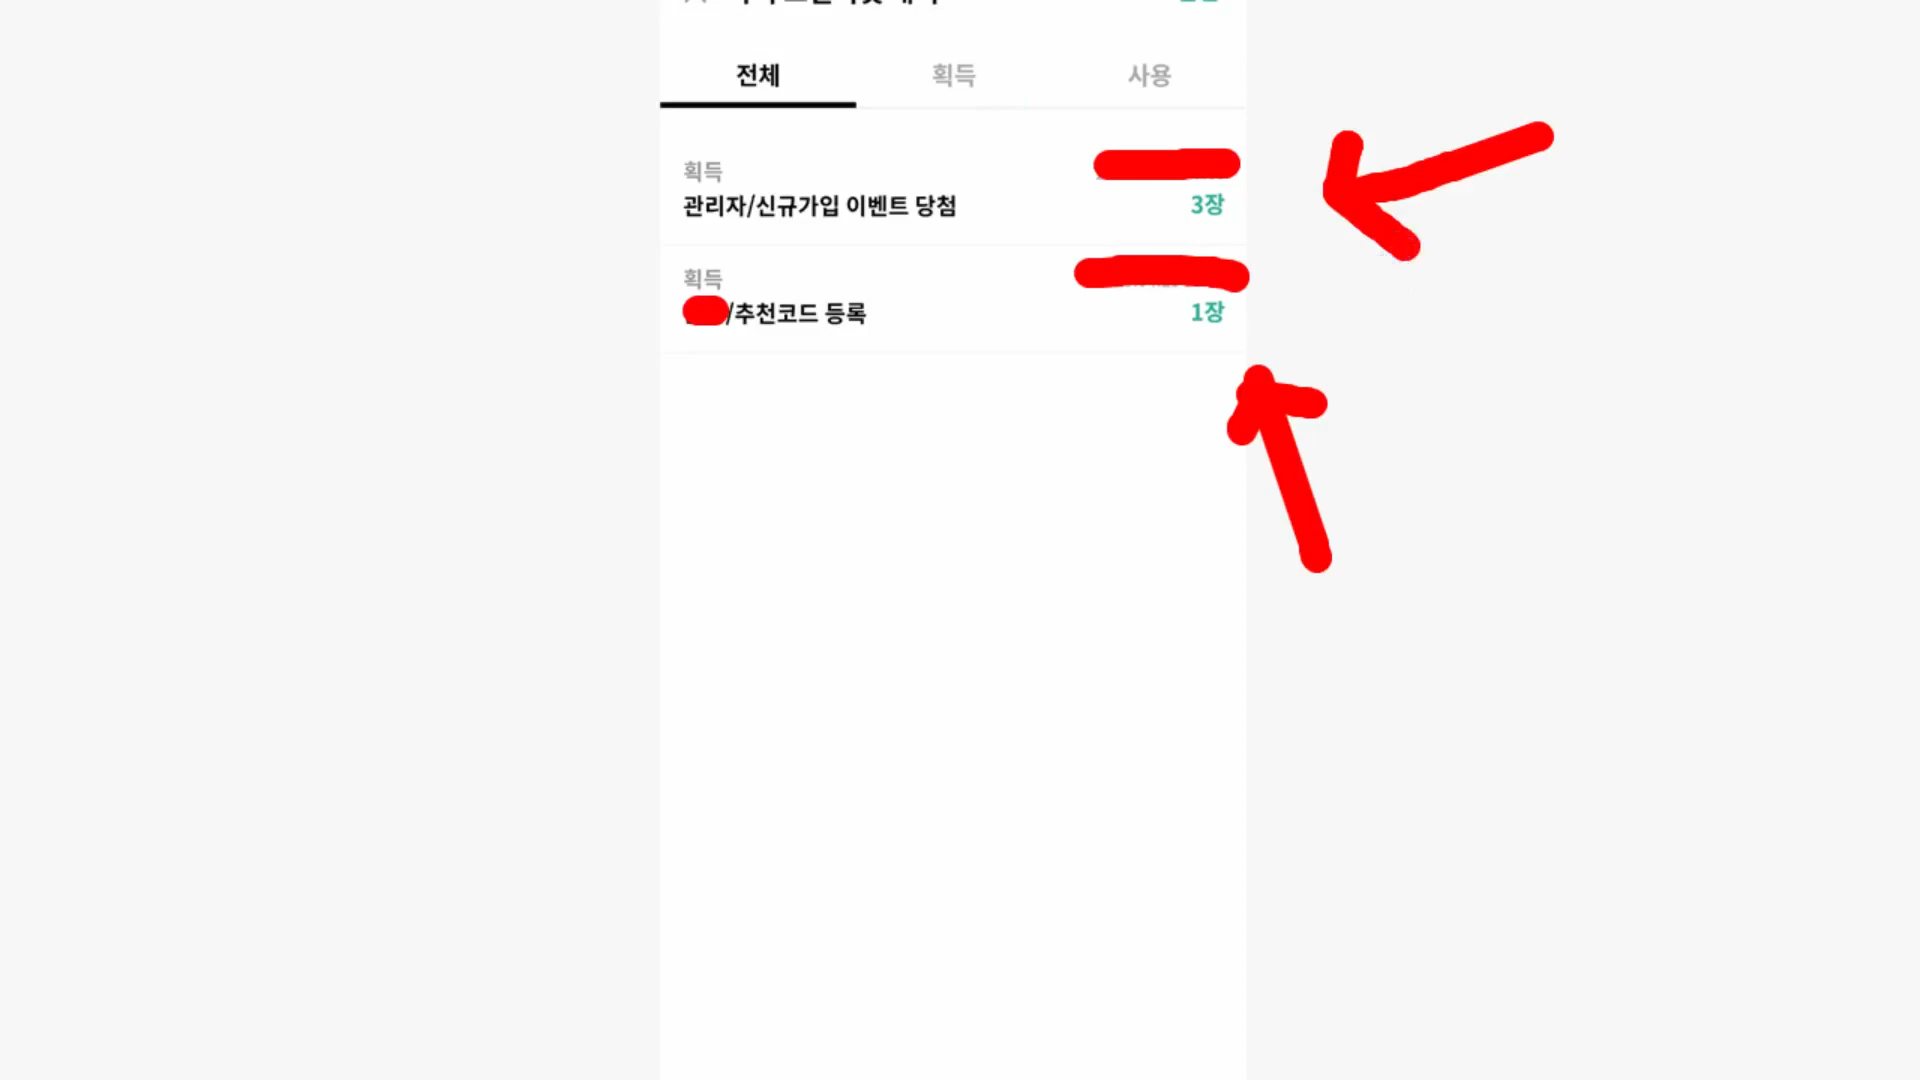 전체 획득 사용
획득
관리자/신규가입 이벤트 당첨 3장
획득
/추천코드 등록 1장